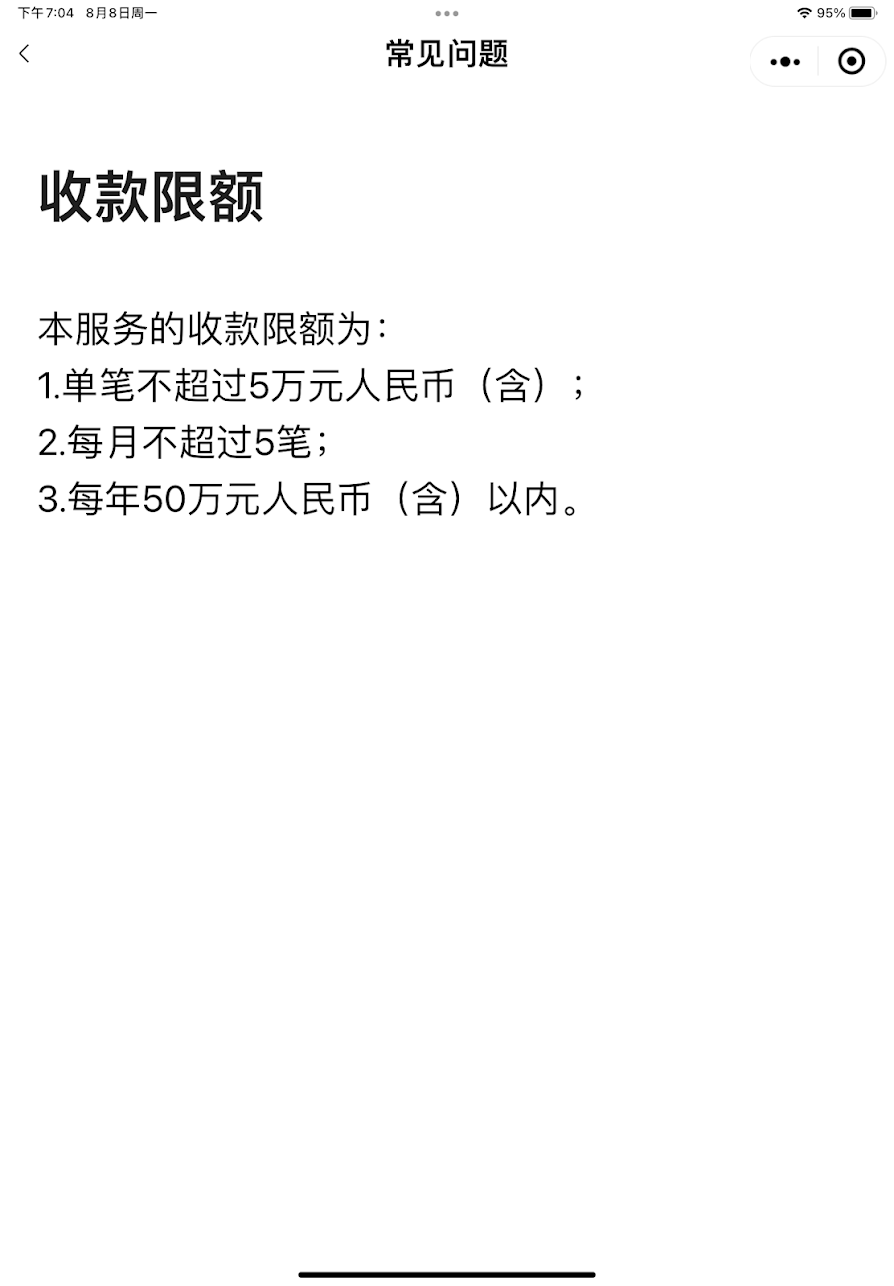 下午7:04 8月8日周一
95%
常见问题
收款限额
本服务的收款限额为：
1.单笔不超过5万元人民币（含）；
2.每月不超过5笔；
3.每年50万元人民币（含）以内。